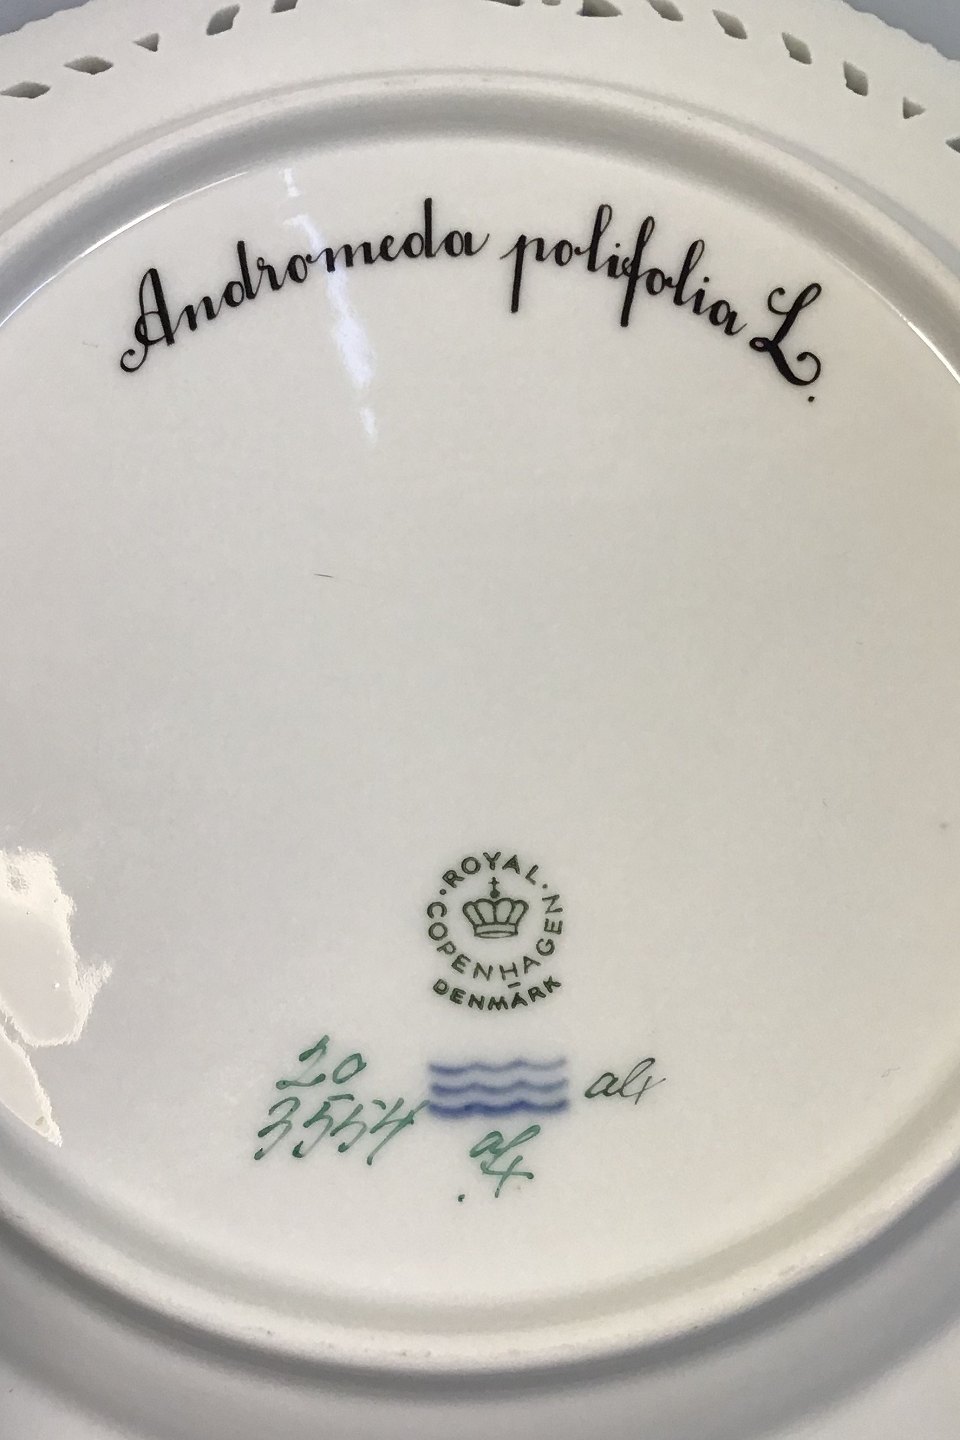 Andromeda polifolia L.
· ROYAL ·
COPENHAGEN
DENMARK
20
3554